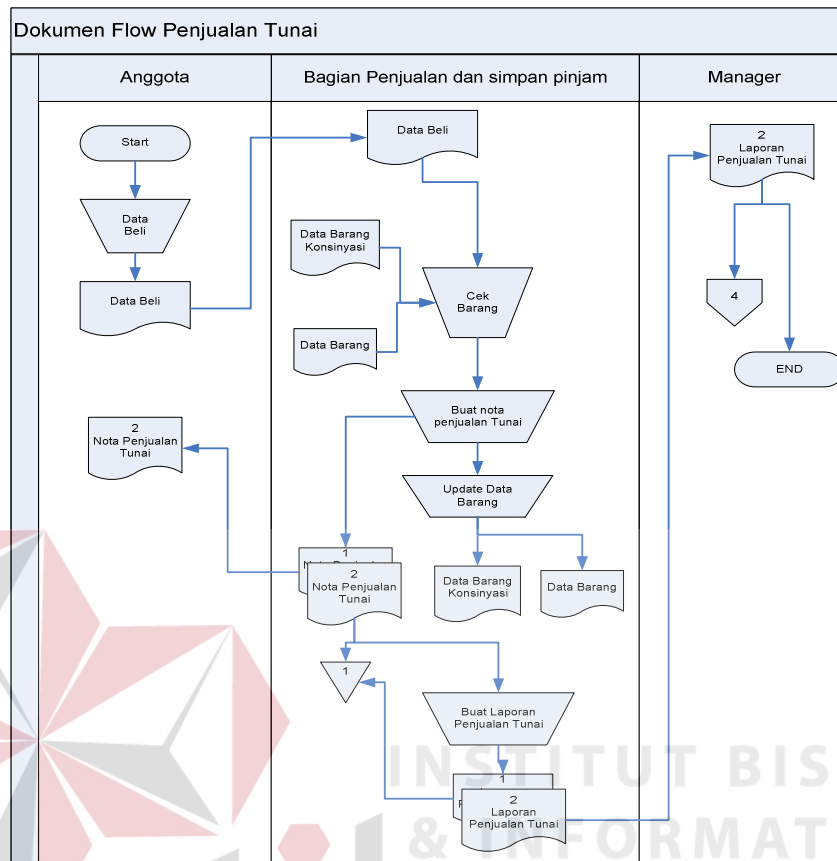 Dokumen Flow Penjualan Tunai
Anggota
Bagian Penjualan dan simpan pinjam
Manager
Start
Data
Beli
Data Beli
2
Nota Penjualan
Tunai
Data Beli
Data Barang
Konsinyasi
Data Barang
Cek
Barang
Buat nota
penjualan Tunai
Update Data
Barang
1
2
Nota Penjualan
Tunai
Data Barang
Konsinyasi
Data Barang
1
Buat Laporan
Penjualan Tunai
1
2
Laporan
Penjualan Tunai
2
Laporan
Penjualan Tunai
4
END
INSTITUT BIS
& INFORMAT